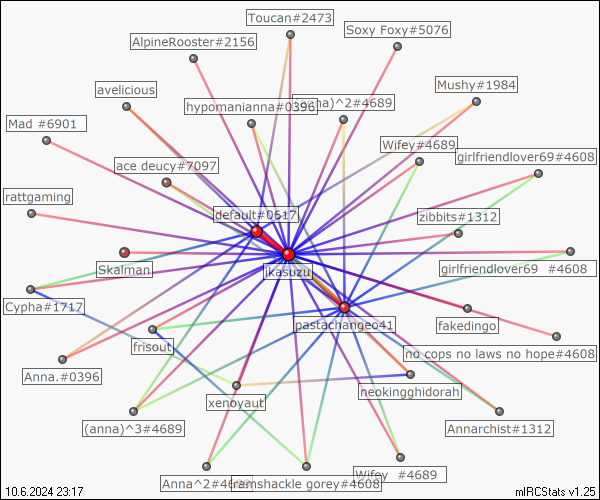 Toucan#2473
Soxy Foxy#5076
AlpineRooster#2156
Mushy#1984
avelicious
hypomanianna#0396
na)^2#4689
Mad #6901
Wifey#4689
girlfriendlover69#4608
ace deucy#7097
rattgaming
default#0617
zibbits#1312
Skalman
jkasuzu
girlfriendlover69 #4608
Cypha#1717
pastachangeo41
fakedingo
frisout
no cops no laws no hope#4608
Anna.#0396
xenoyaut
neokingghidorah
(anna)^3#4689
Annarchist#1312
Anna^2#4689
ramshackle gorey#4608
Wifey #4689
10.6.2024 23:17
mIRCStats v1.25